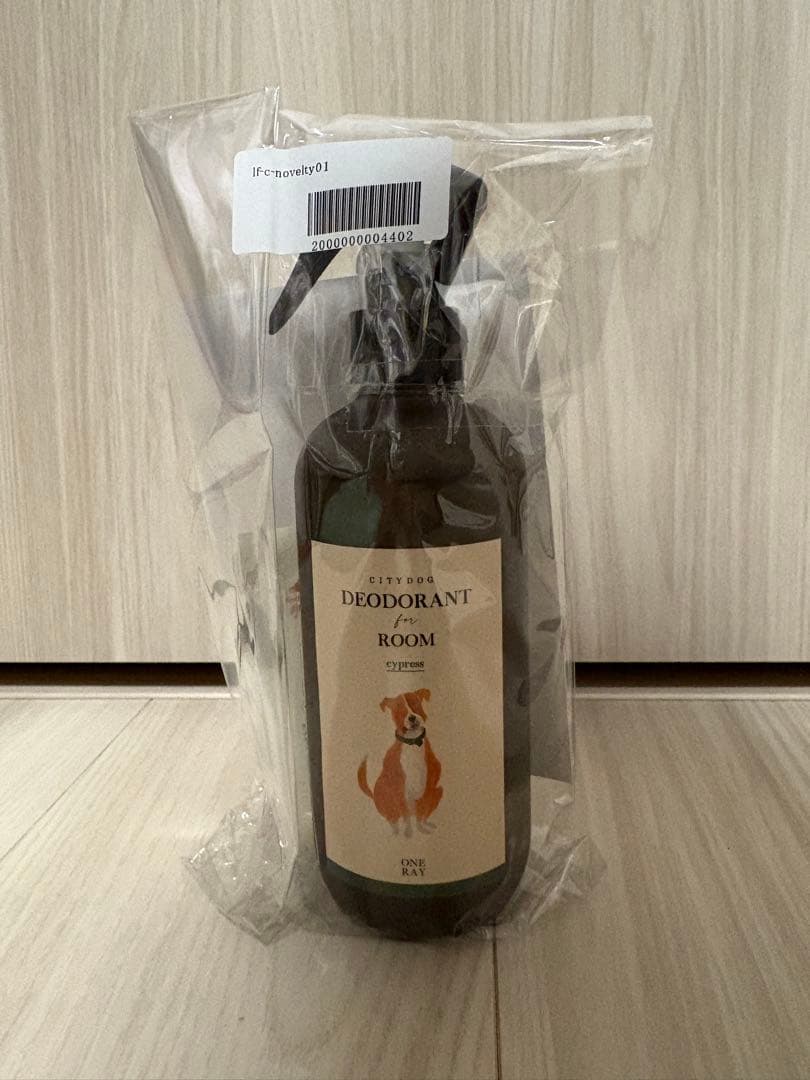 lf-c-novelty01
2000000004402
CITYDOG
DEODORANT
for
ROOM
cypress
ONE
RAY